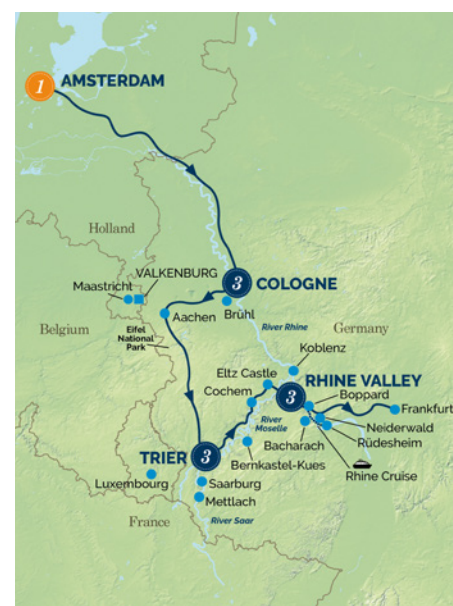 1
AMSTERDAM
Holland
VALKENBURG
Maastricht
3
COLOGNE
Brühl
Aachen
Belgium
Eifel
National
Park
River Rhine
Germany
Koblenz
Eltz Castle
RHINE VALLEY
3
Cochem
Boppard
Frankfurt
River
Moselle
Neiderwald
Rüdesheim
Bacharach
Rhine Cruise
TRIER
3
Bernkastel-Kues
Luxembourg
Saarburg
Mettlach
France
River Saar